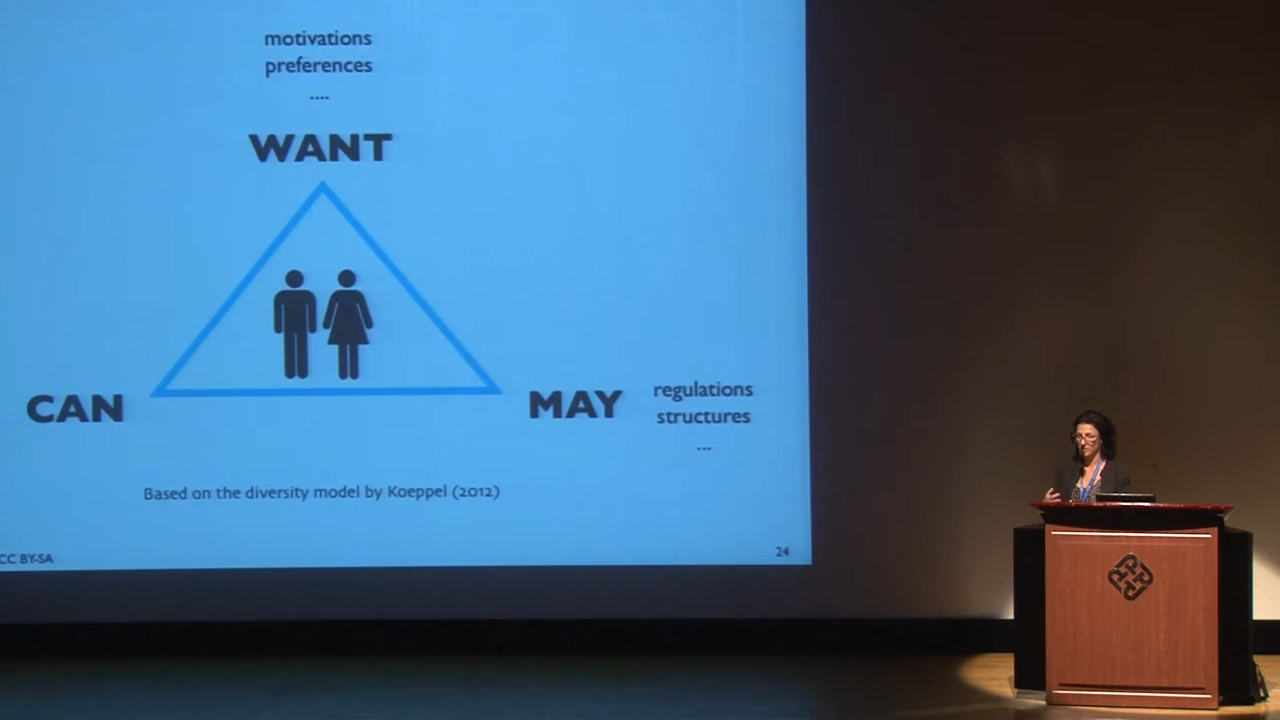 motivations
preferences
....
WANT
CAN
MAY
regulations
structures
...
Based on the diversity model by Koeppel (2012)
CC BY-SA
24